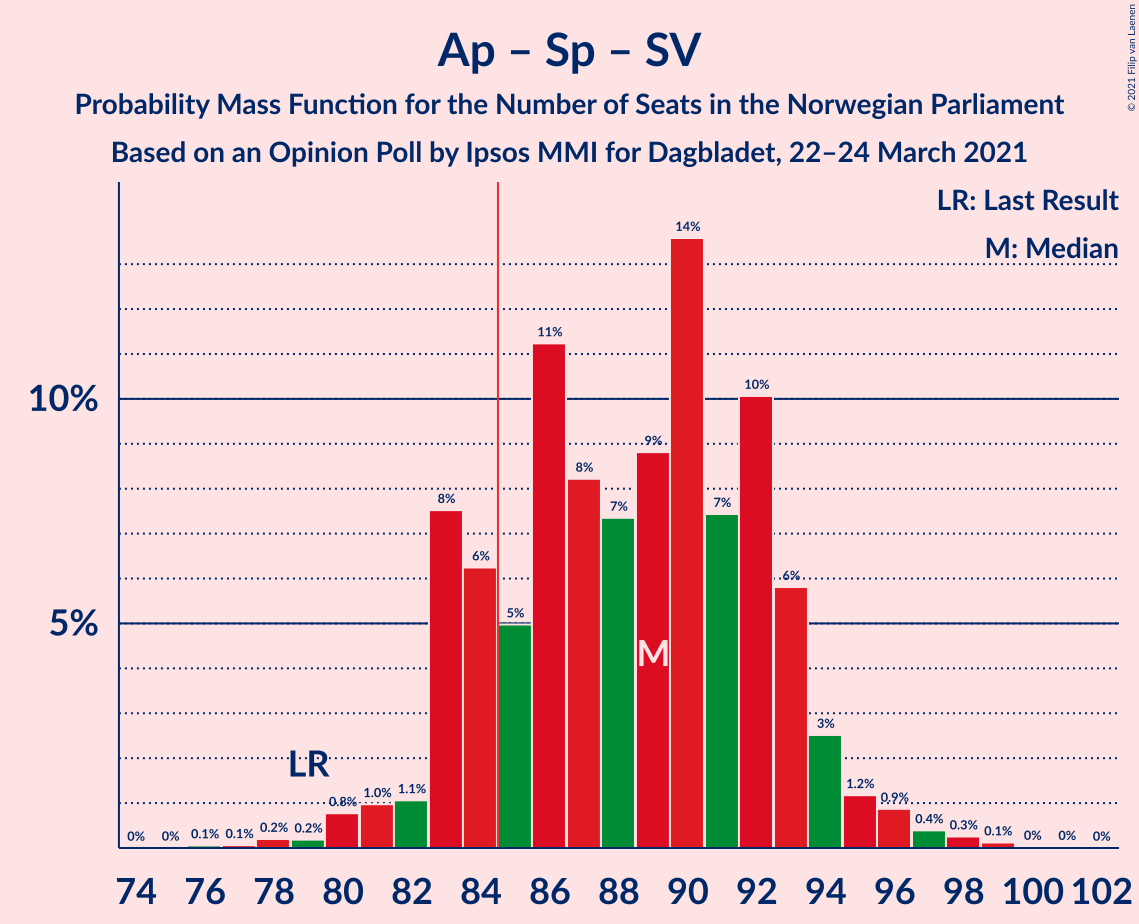 © 2021 Filip van Laenen
Ap – Sp – SV
Probability Mass Function for the Number of Seats in the Norwegian Parliament
Based on an Opinion Poll by Ipsos MMI for Dagbladet, 22–24 March 2021
LR: Last Result
M: Median
10%
5%
0% 0% 0.1% 0.1% 0.2% 0.2% 0.8% 1.0% 1.1% 8% 6% 5% 11% 8% 7% 9% 14% 7% 10% 6% 3% 1.2% 0.9% 0.4% 0.3% 0.1% 0% 0% 0%
LR
M
74 76 78 80 82 84 86 88 90 92 94 96 98 100 102